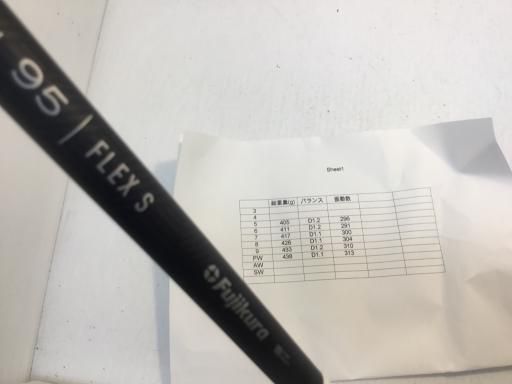 95 | FLEX S
Fujikura
Sheet1
総重量(g) バランス 振動数
3
4
5 405 D1.2 296
6 411 D1.2 291
7 417 D1.1 300
8 426 D1.1 304
9 433 D1.2 310
PW 439 D1.1 313
AW
SW